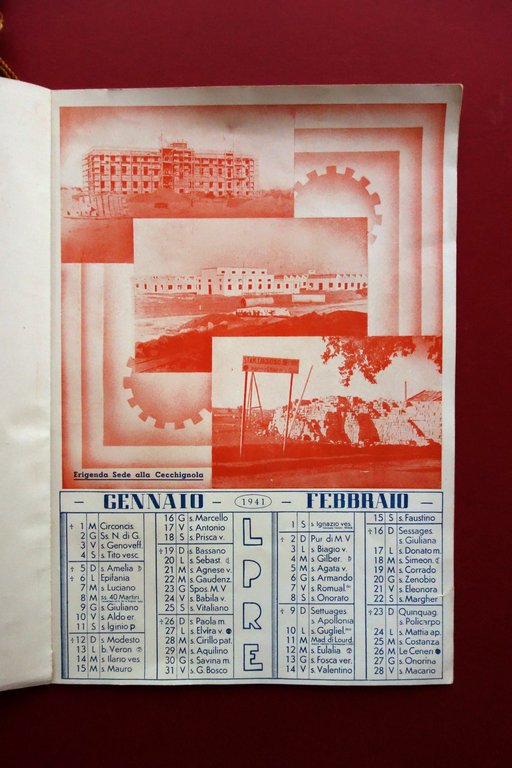 Erigenda Sede alla Cecchignola
GENNAIO
1941
FEBBRAIO
‡ 1 M Circoncis.
2 G Ss. N. di G.
3 V s. Genoveff.
4 S s. Tito vesc.
‡ 5 D s. Amelia
‡ 6 L Epifania
7 M s. Luciano
8 M ss. 40 Martiri
9 G s. Giuliano
10 V s. Aldo er.
11 S s. Iginio p.
‡12 D s. Modesto
13 L b. Veron
14 M s. Ilario ves.
15 M s. Mauro
16 G s. Marcello
17 V s. Antonio
18 S s. Prisca v.
‡19 D s. Bassano
20 L s. Sebast.
21 M s. Agnese v.
22 M s. Gaudenz.
23 G Spos. M. V
24 V s. Babila v
25 S s. Vitaliano
‡26 D s. Paola m.
27 L s. Elvira v.
28 M s. Cirillo pat.
29 M s. Aquilino
30 G s. Savina m.
31 V s. G. Bosco
L
P
R
E
1 S s. Ignazio ves.
‡ 2 D Pur di M. V
3 L s. Biagio v.
4 M s. Gilber.
5 M s. Agata v.
6 G s. Armando
7 V s. Romual.
8 S s. Onorato
‡ 9 D Settuages
s. Apollonia
10 L s. Gugliel.
11 M Mad. di Lourd.
12 M s. Eulalia
13 G s. Fosca ver.
14 V s. Valentino
15 S s. Faustino
‡16 D Sessages
s. Giuliana
17 L s. Donato m.
18 M s. Simeon.
19 M s. Corrado
20 G s. Zenobio
21 V s. Eleonora
22 S s. Margher
‡23 D Quinquag.
s. Policarpo
24 L s. Mattia ap.
25 M s. Costanza
26 M Le Ceneri
27 G s. Onorina
28 V s. Macario